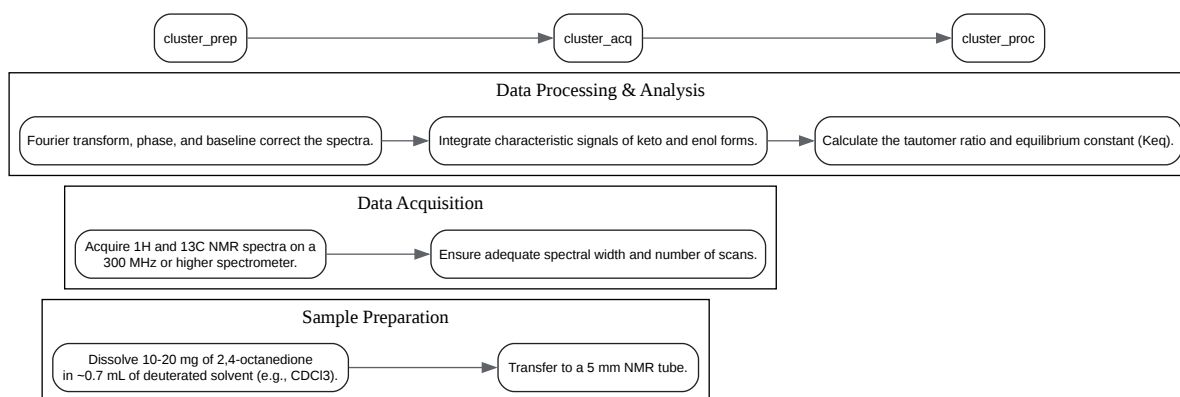 cluster_prep
cluster_acq
cluster_proc
Data Processing & Analysis
Fourier transform, phase, and baseline correct the spectra.
Integrate characteristic signals of keto and enol forms.
Calculate the tautomer ratio and equilibrium constant (Keq).
Data Acquisition
Acquire 1H and 13C NMR spectra on a
300 MHz or higher spectrometer.
Ensure adequate spectral width and number of scans.
Sample Preparation
Dissolve 10-20 mg of 2,4-octanedione
in ~0.7 mL of deuterated solvent (e.g., CDCl3).
Transfer to a 5 mm NMR tube.